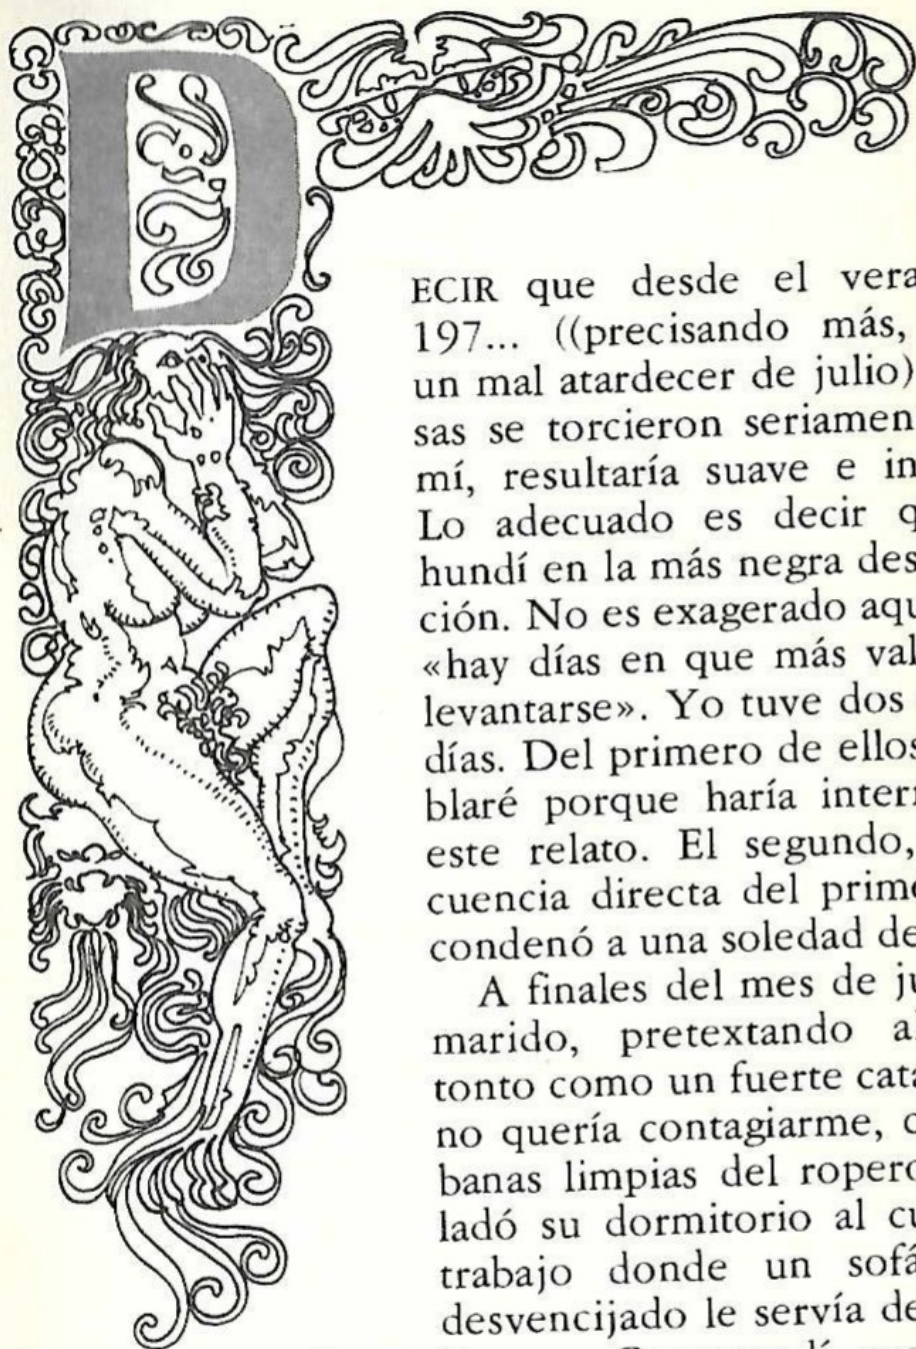 DECIR que desde el vera
197... ((precisando más,
un mal atardecer de julio)
sas se torcieron seriamen
mí, resultaría suave e in
Lo adecuado es decir q
hundí en la más negra des
ción. No es exagerado aqu
«hay días en que más val
levantarse». Yo tuve dos
días. Del primero de ellos
blaré porque haría interr
este relato. El segundo,
cuencia directa del prime
condenó a una soledad de
A finales del mes de ju
marido, pretextando a
tonto como un fuerte cata
no quería contagiarme, c
banas limpias del ropero
ladó su dormitorio al cu
trabajo donde un sofá
desvencijado le servía de